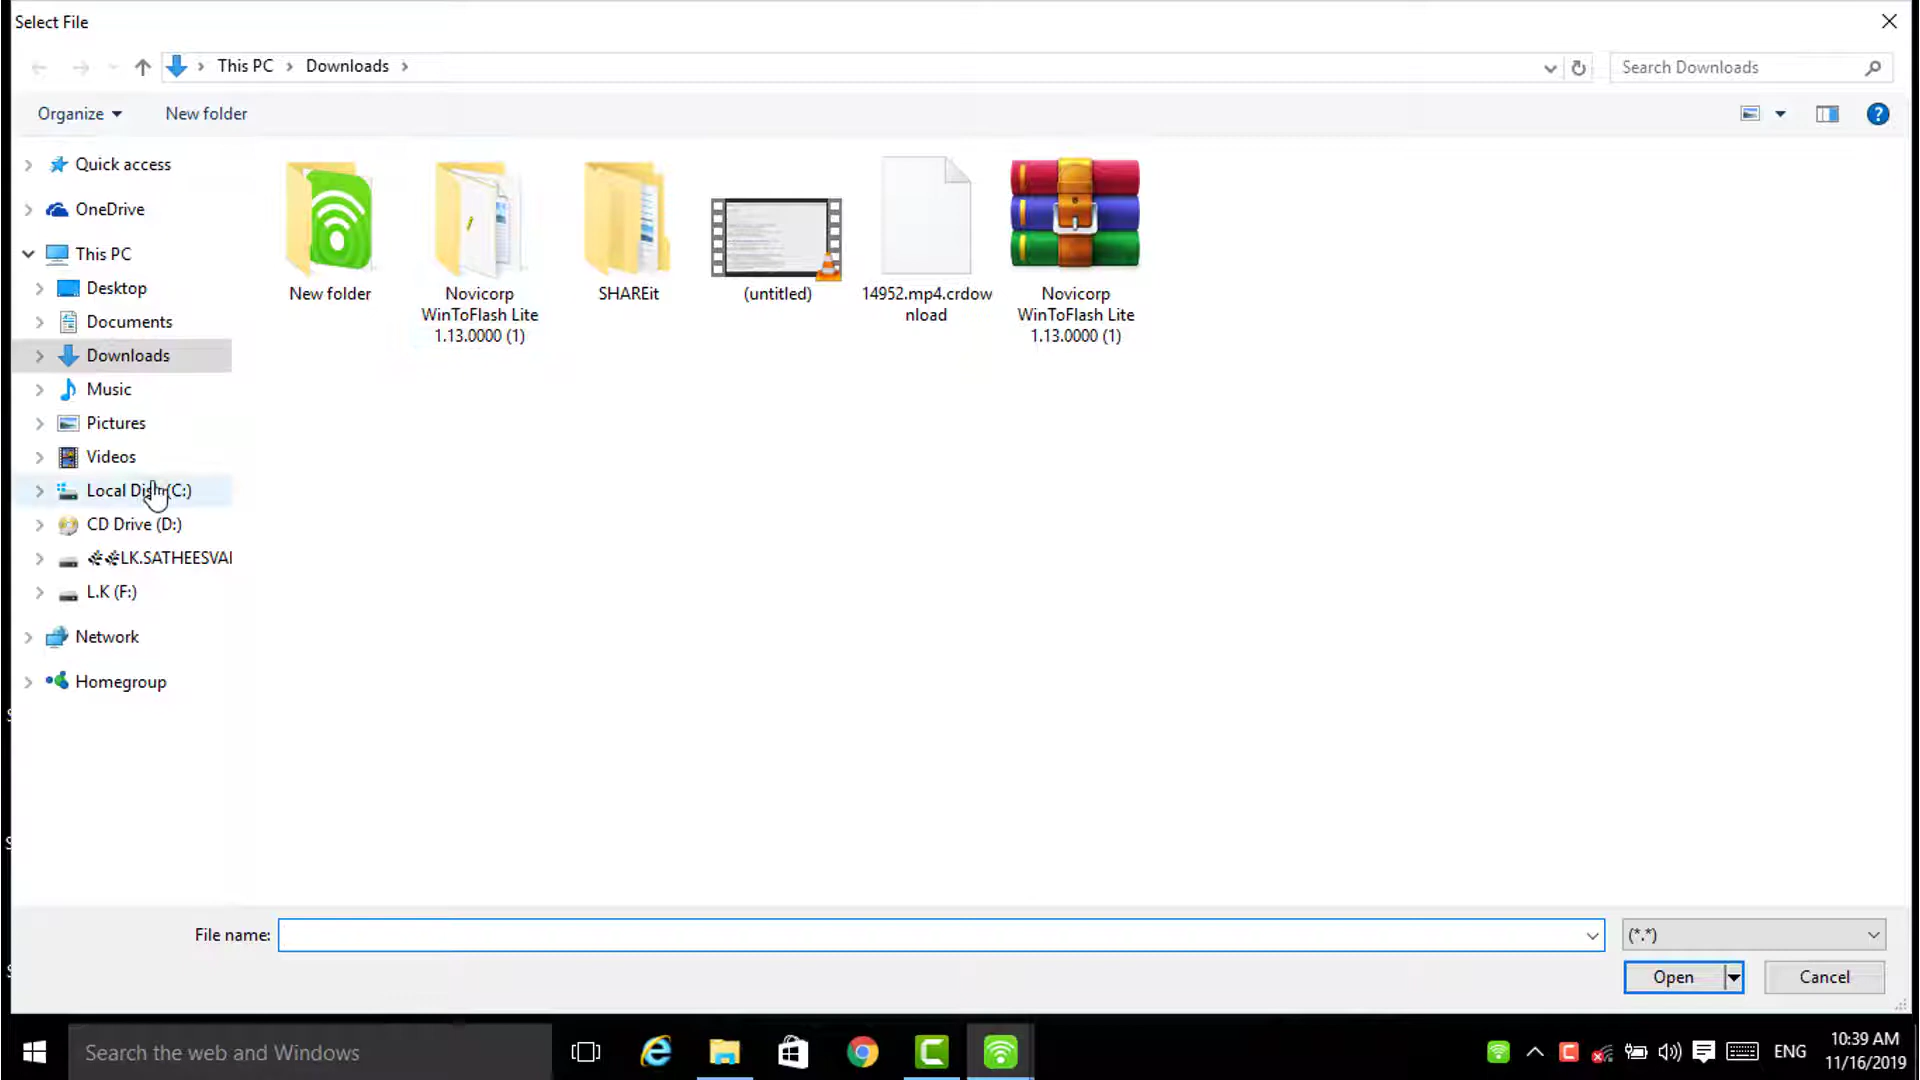 Select File
This PC
Downloads
Search Downloads
Organize
New folder
Quick access
OneDrive
This PC
Desktop
Documents
Downloads
Music
Pictures
Videos
Local Disk (C:)
CD Drive (D:)
LK.SATHEESVAI
L.K (F:)
Network
Homegroup
New folder
Novicorp
WinToFlash Lite
1.13.0000 (1)
SHAREit
(untitled)
14952.mp4.crdow
nload
Novicorp
WinToFlash Lite
1.13.0000 (1)
File name:
(*.*)
Open
Cancel
Search the web and Windows
ENG
10:39 AM
11/16/2019